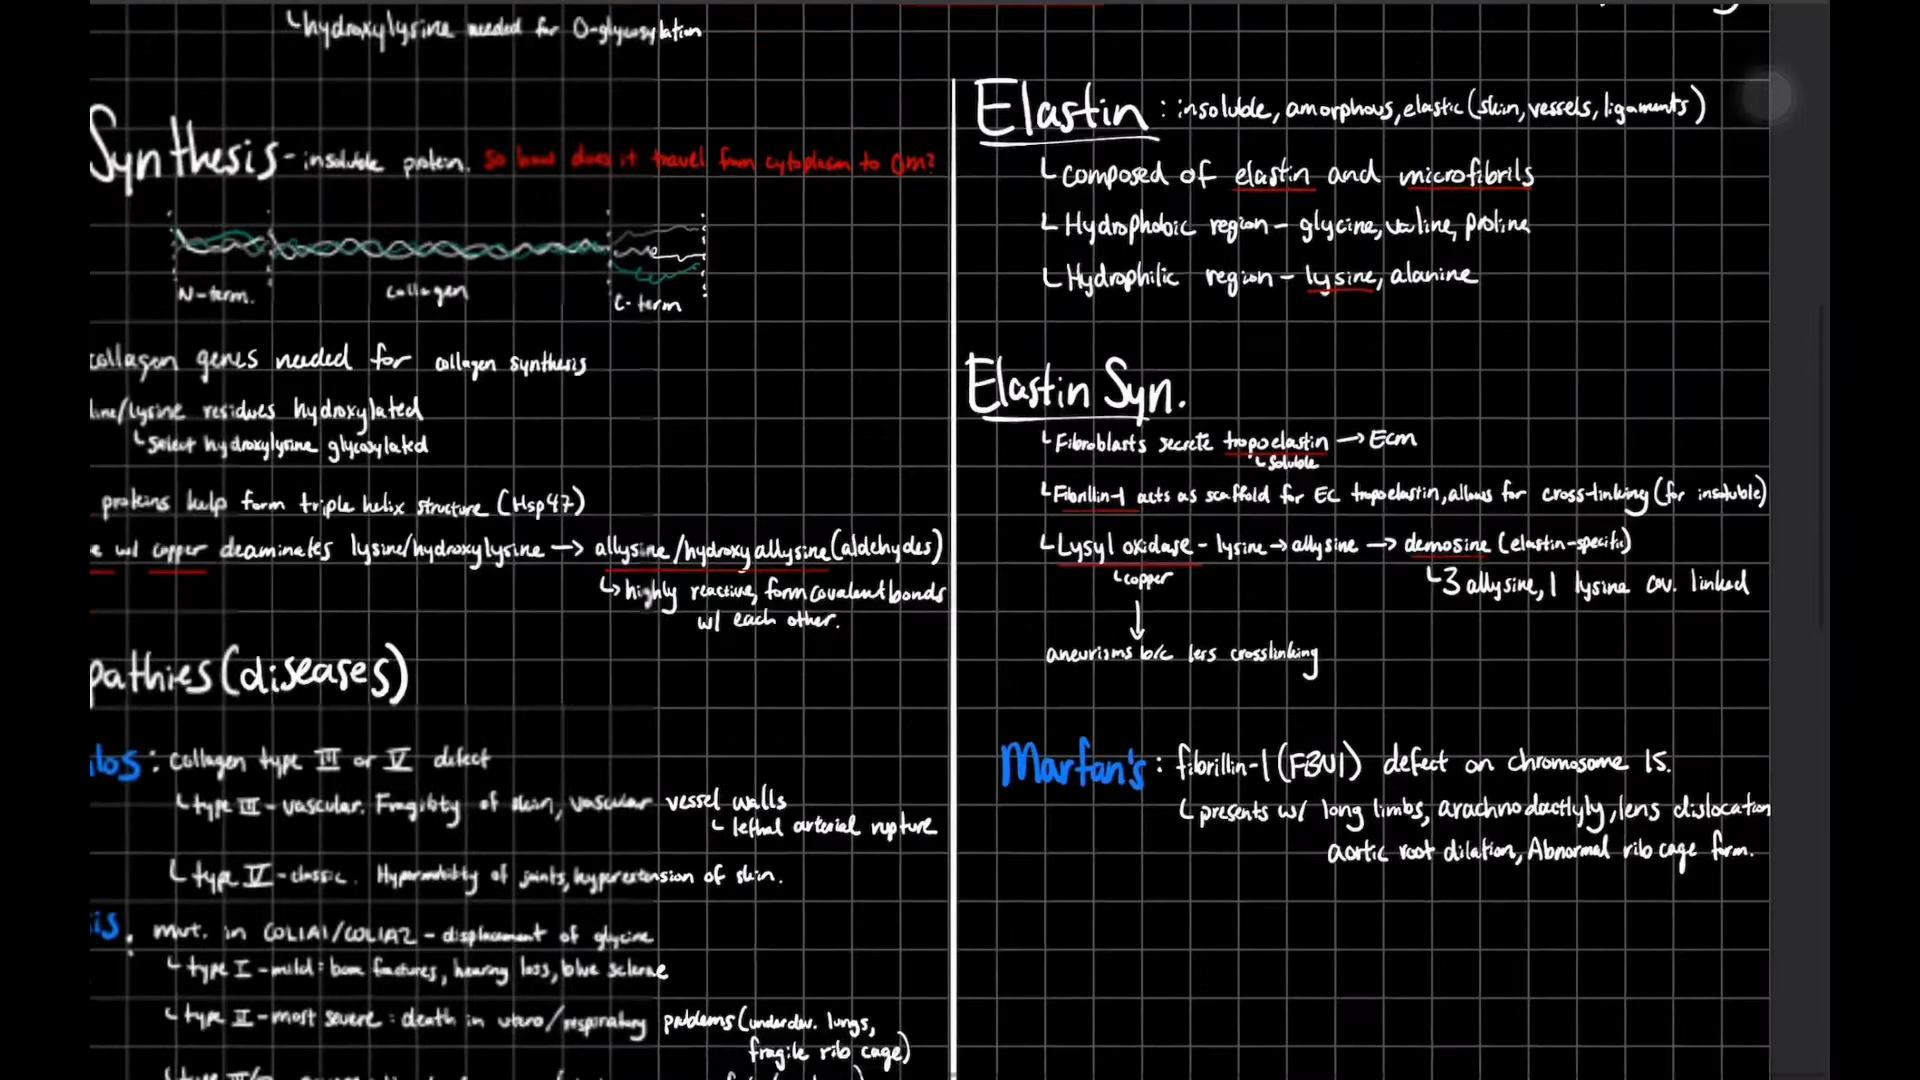 ↳hydroxylysine needed for O-glycosylation
Synthesis - insoluble protein. So how does it travel from cytoplasm to
N-term. collagen C-term
collagen genes needed for collagen synthesis
line/lysine residues hydroxylated
↳Select hydroxylysine glycosylated
proteins help form triple helix structure (Hsp47)
e w/ copper deaminates lysine/hydroxylysine → allysine/hydroxyallysine (aldehydes)
↳ highly reactive, form covalent bonds
w/ each other.
pathies (diseases)
los: collagen type III or V defect
↳type III - vascular. Fragility of skin, vascular vessel walls
↳ lethal arterial rupture
↳type V - classic. Hypermobility of joints, hyperextension of skin.
is. mut. in COL1A1/COL1A2 - displacement of glycine
↳type I - mild: bone fractures, hearing loss, blue sclerae
↳type II - most severe: death in utero/respiratory problems (underdev. lungs,
fragile rib cage)
Elastin: insoluble, amorphous, elastic (skin, vessels, ligaments)
↳composed of elastin and microfibrils
↳Hydrophobic region - glycine, valine, proline
↳Hydrophilic region - lysine, alanine
Elastin Syn.
↳Fibroblasts secrete tropoelastin → ECM
↳soluble
↳Fibrillin-1 acts as scaffold for EC tropoelastin, allows for cross-linking (for insoluble)
↳Lysyl oxidase - lysine → allysine → demosine (elastin-specific)
↳copper
↳3 allysine, 1 lysine cov. linked
↓
aneurisms b/c less crosslinking
Marfan's: fibrillin-1 (FBN1) defect on chromosome 15.
↳presents w/ long limbs, arachnodactlyly, lens dislocation
aortic root dilation, Abnormal rib cage form.